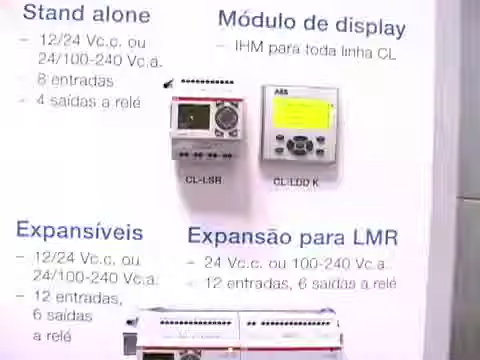 Stand alone
- 12/24 Vc.c. ou
24/100-240 Vc.a.
- 8 entradas
- 4 saídas a relé
Módulo de display
- IHM para toda linha CL
ABB
CL-LSR
CL-LDD K
Expansíveis
- 12/24 Vc.c. ou
24/100-240 Vc.a.
- 12 entradas,
6 saídas
a relé
Expansão para LMR
- 24 Vc.c. ou 100-240 Vc.a.
- 12 entradas, 6 saídas a relé